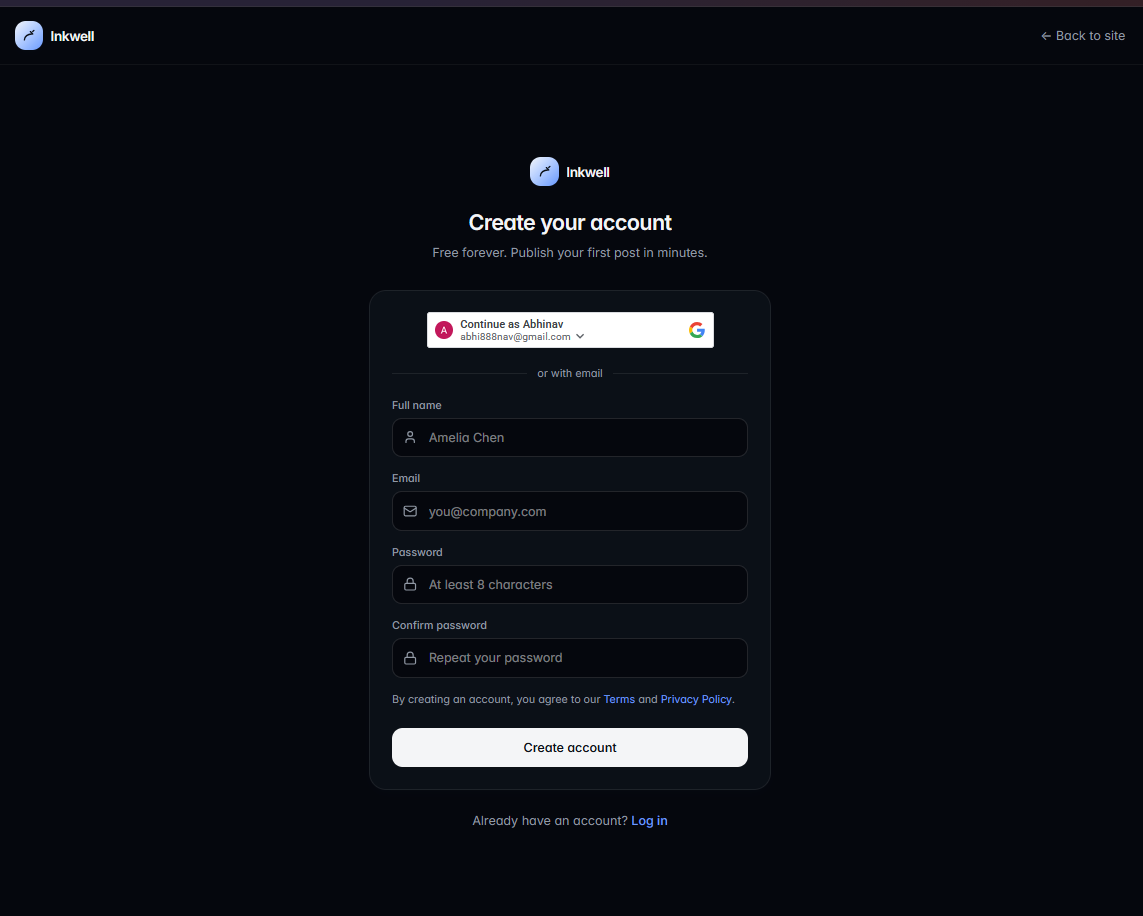 Inkwell
← Back to site
Inkwell
Create your account
Free forever. Publish your first post in minutes.
A
Continue as Abhinav
abhi888nav@gmail.com
or with email
Full name
Amelia Chen
Email
you@company.com
Password
At least 8 characters
Confirm password
Repeat your password
By creating an account, you agree to our Terms and Privacy Policy.
Create account
Already have an account? Log in